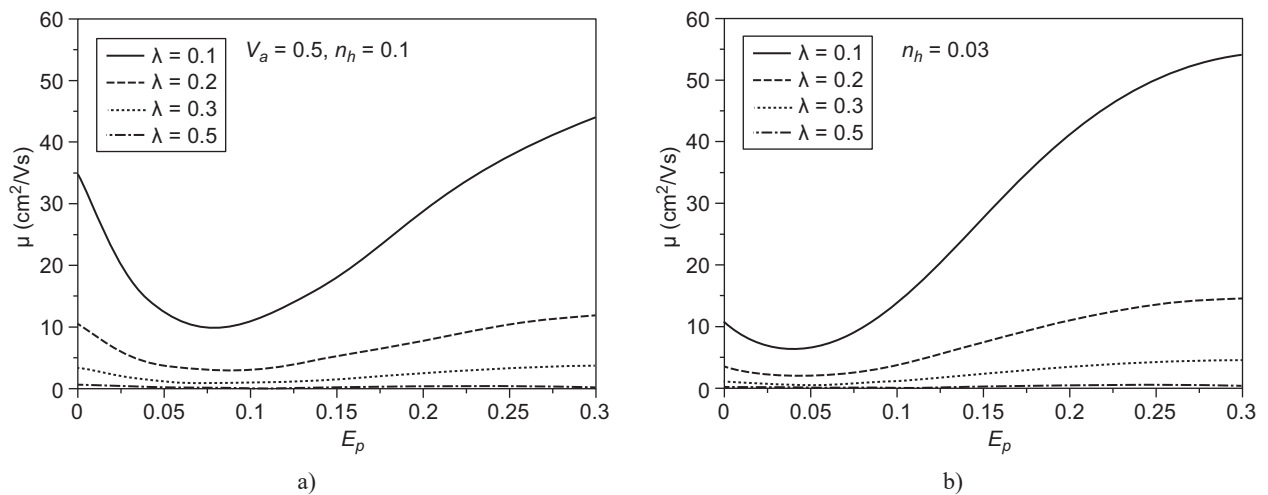 60
50
40
30
20
10
0
μ (cm²/Vs)
λ = 0.1
λ = 0.2
λ = 0.3
λ = 0.5
V_a = 0.5, n_h = 0.1
0 0.05 0.1 0.15 0.2 0.25 0.3
E_p
a)
60
50
40
30
20
10
0
μ (cm²/Vs)
λ = 0.1
λ = 0.2
λ = 0.3
λ = 0.5
n_h = 0.03
0 0.05 0.1 0.15 0.2 0.25 0.3
E_p
b)